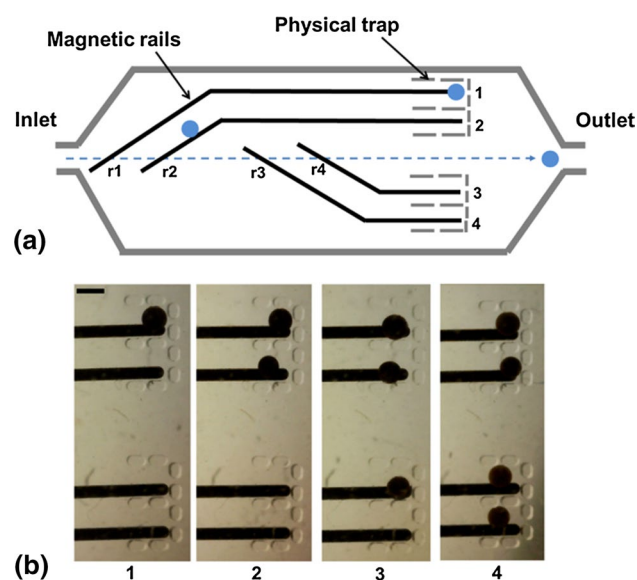 Magnetic rails
Physical trap
Inlet
Outlet
1
2
r1
r2
r3
r4
3
4
(a)
(b)
1
2
3
4